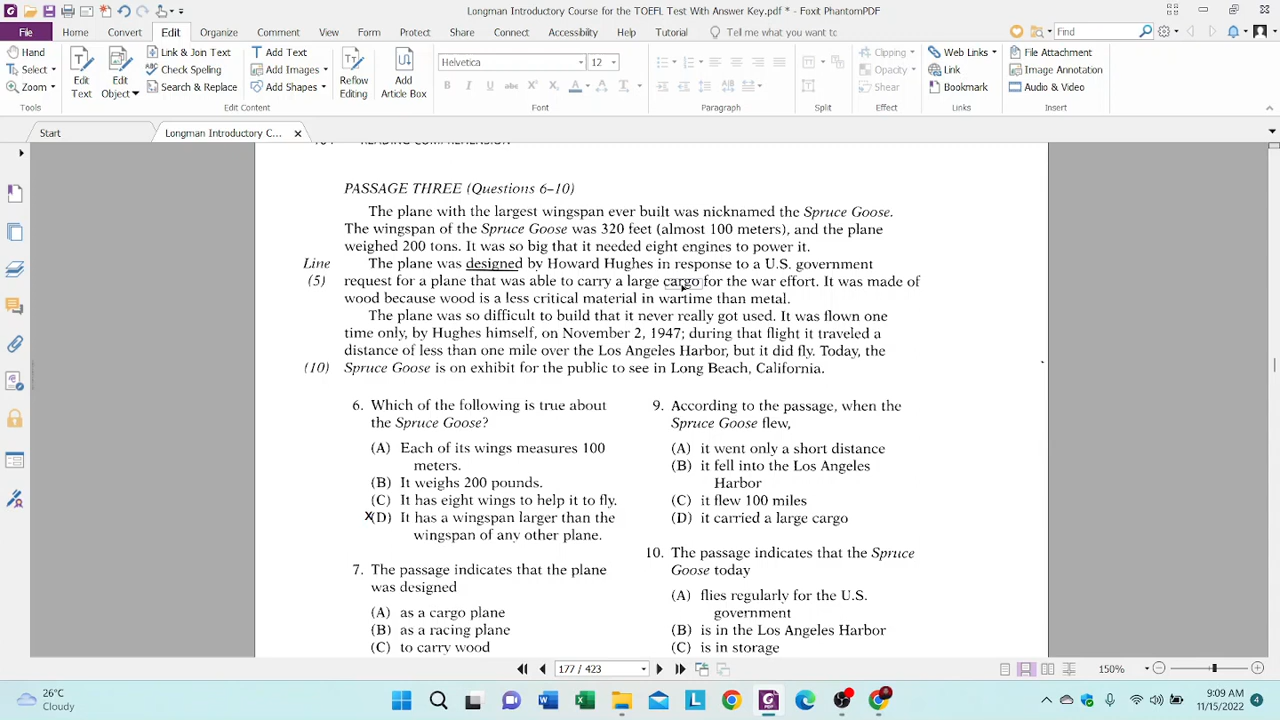 Longman Introductory Course for the TOEFL Test With Answer Key.pdf - Foxit PhantomPDF
File Home Convert Edit Organize Comment View Form Protect Share Connect Help Tutorial Tell me what you want to Find
Hand
Select
Zoom
Tools
Edit Text
Edit Object
Link & Join Text
Check Spelling
Search & Replace
Add Text
Add Images
Add Shapes
Edit Content
Reflow Editing
Add Article Box
Helvetica 12
Font
Paragraph
Split
Clipping
Opacity
Shear
Effect
Web Links
Link
Bookmark
Links
File Attachment
Image Annotation
Audio & Video
Insert
Start
Longman Introductory C...
READING COMPREHENSION
PASSAGE THREE (Questions 6–10)
The plane with the largest wingspan ever built was nicknamed the Spruce Goose.
The wingspan of the Spruce Goose was 320 feet (almost 100 meters), and the plane
weighed 200 tons. It was so big that it needed eight engines to power it.
Line The plane was designed by Howard Hughes in response to a U.S. government
(5) request for a plane that was able to carry a large cargo for the war effort. It was made of
wood because wood is a less critical material in wartime than metal.
The plane was so difficult to build that it never really got used. It was flown one
time only, by Hughes himself, on November 2, 1947; during that flight it traveled a
distance of less than one mile over the Los Angeles Harbor, but it did fly. Today, the
(10) Spruce Goose is on exhibit for the public to see in Long Beach, California.
6. Which of the following is true about
the Spruce Goose?
(A) Each of its wings measures 100
meters.
(B) It weighs 200 pounds.
(C) It has eight wings to help it to fly.
X(D) It has a wingspan larger than the
wingspan of any other plane.
7. The passage indicates that the plane
was designed
(A) as a cargo plane
(B) as a racing plane
(C) to carry wood
9. According to the passage, when the
Spruce Goose flew,
(A) it went only a short distance
(B) it fell into the Los Angeles
Harbor
(C) it flew 100 miles
(D) it carried a large cargo
10. The passage indicates that the Spruce
Goose today
(A) flies regularly for the U.S.
government
(B) is in the Los Angeles Harbor
(C) is in storage
177 / 423
150%
26°C
Cloudy
9:09 AM
11/15/2022
4